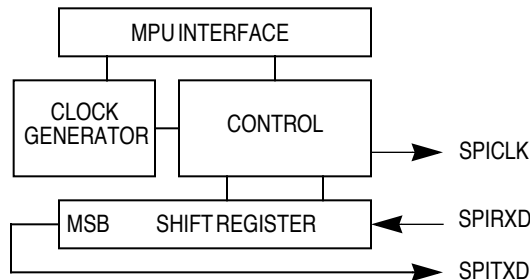 MPU INTERFACE
CLOCK
GENERATOR
CONTROL
SPICLK
MSB SHIFT REGISTER
SPIRXD
SPITXD